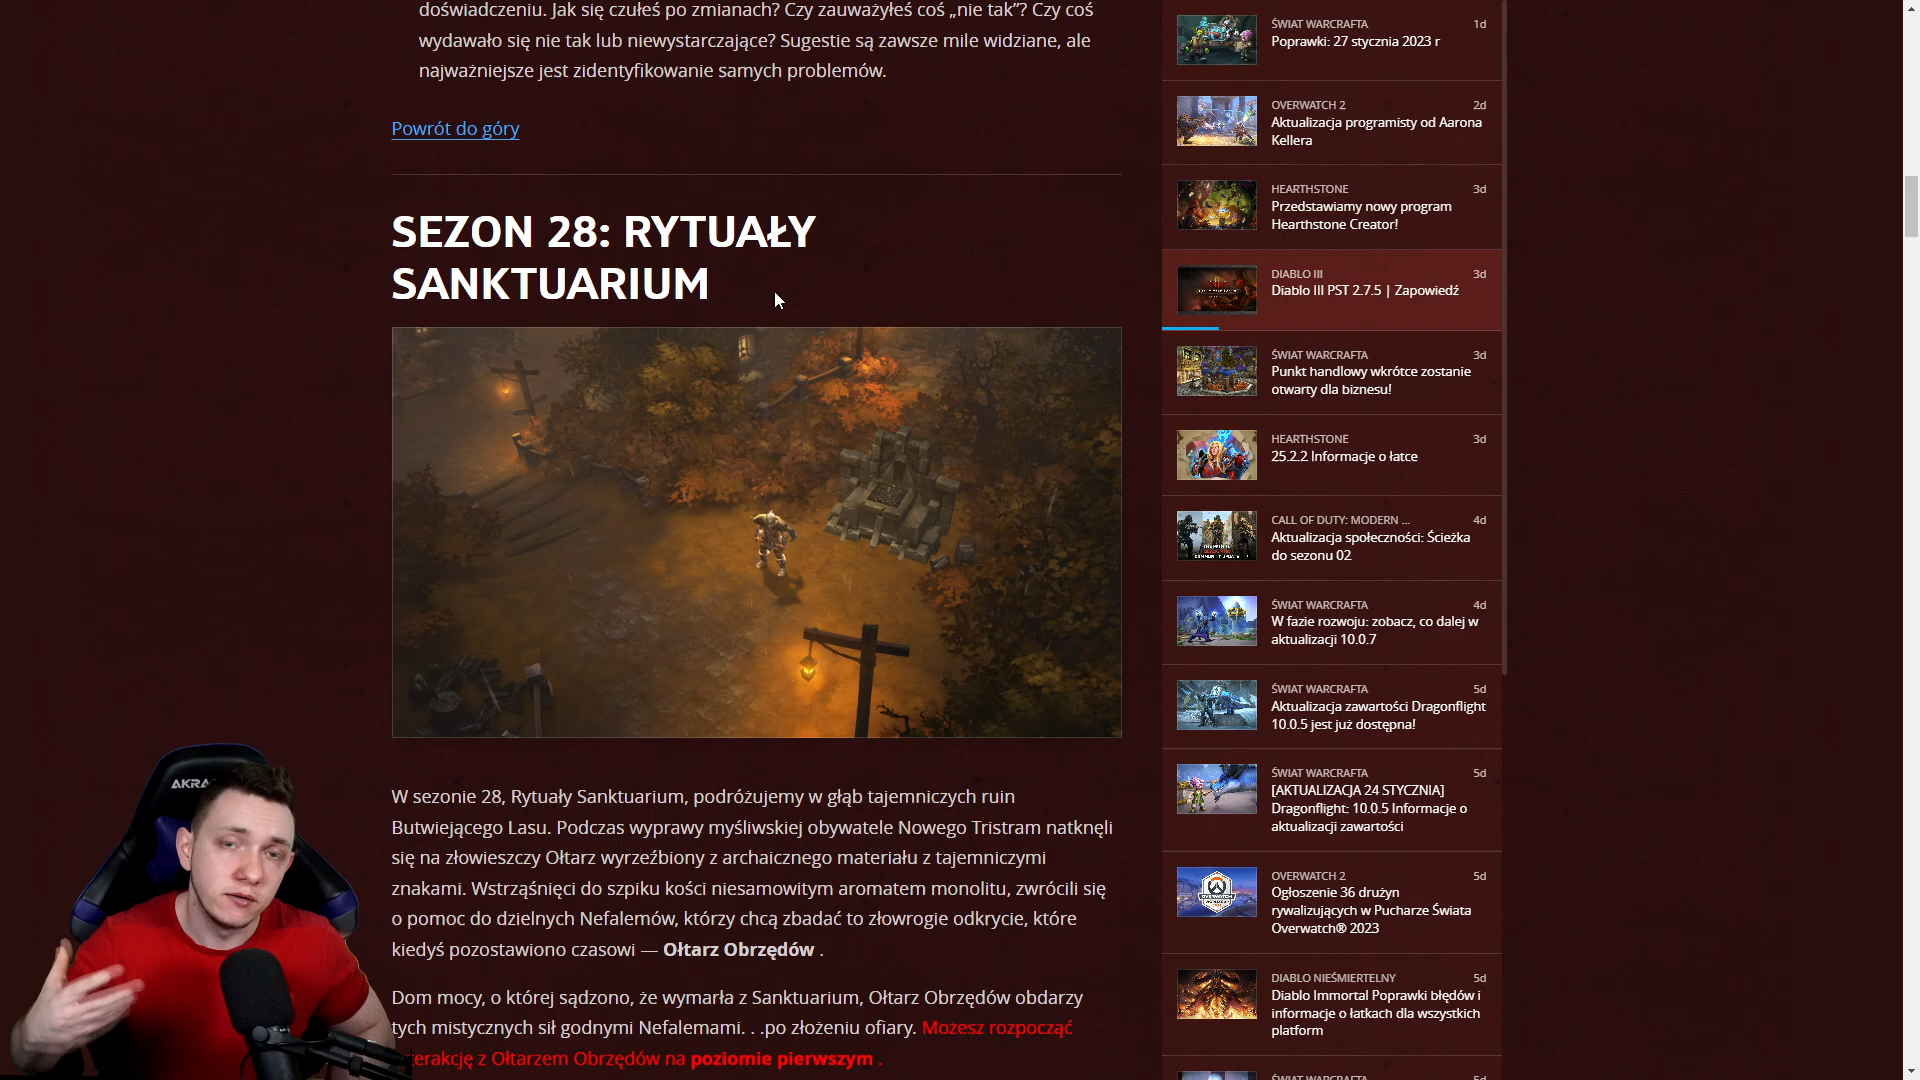 doświadczeniu. Jak się czułeś po zmianach? Czy zauważyłeś coś „nie tak”? Czy coś
wydawało się nie tak lub niewystarczające? Sugestie są zawsze mile widziane, ale
najważniejsze jest zidentyfikowanie samych problemów.
Powrót do góry
SEZON 28: RYTUAŁY
SANKTUARIUM
W sezonie 28, Rytuały Sanktuarium, podróżujemy w głąb tajemniczych ruin
Butwiejącego Lasu. Podczas wyprawy myśliwskiej obywatele Nowego Tristram natknęli
się na złowieszczy Ołtarz wyrzeźbiony z archaicznego materiału z tajemniczymi
znakami. Wstrząśnięci do szpiku kości niesamowitym aromatem monolitu, zwrócili się
o pomoc do dzielnych Nefalemów, którzy chcą zbadać to złowrogie odkrycie, które
kiedyś pozostawiono czasowi — Ołtarz Obrzędów .
Dom mocy, o której sądzono, że wymarła z Sanktuarium, Ołtarz Obrzędów obdarzy
tych mistycznych sił godnymi Nefalemami. . .po złożeniu ofiary. Możesz rozpocząć
terakcję z Ołtarzem Obrzędów na poziomie pierwszym .
AKRA
ŚWIAT WARCRAFTA 1d
Poprawki: 27 stycznia 2023 r
OVERWATCH 2 2d
Aktualizacja programisty od Aarona
Kellera
HEARTHSTONE 3d
Przedstawiamy nowy program
Hearthstone Creator!
DIABLO III 3d
Diablo III PST 2.7.5 | Zapowiedź
ŚWIAT WARCRAFTA 3d
Punkt handlowy wkrótce zostanie
otwarty dla biznesu!
HEARTHSTONE 3d
25.2.2 Informacje o łatce
CALL OF DUTY: MODERN ... 4d
Aktualizacja społeczności: Ścieżka
do sezonu 02
ŚWIAT WARCRAFTA 4d
W fazie rozwoju: zobacz, co dalej w
aktualizacji 10.0.7
ŚWIAT WARCRAFTA 5d
Aktualizacja zawartości Dragonflight
10.0.5 jest już dostępna!
ŚWIAT WARCRAFTA 5d
[AKTUALIZACJA 24 STYCZNIA]
Dragonflight: 10.0.5 Informacje o
aktualizacji zawartości
OVERWATCH 2 5d
Ogłoszenie 36 drużyn
rywalizujących w Pucharze Świata
Overwatch® 2023
DIABLO NIEŚMIERTELNY 5d
Diablo Immortal Poprawki błędów i
informacje o łatkach dla wszystkich
platform
ŚWIAT WARCRAFTA 5d